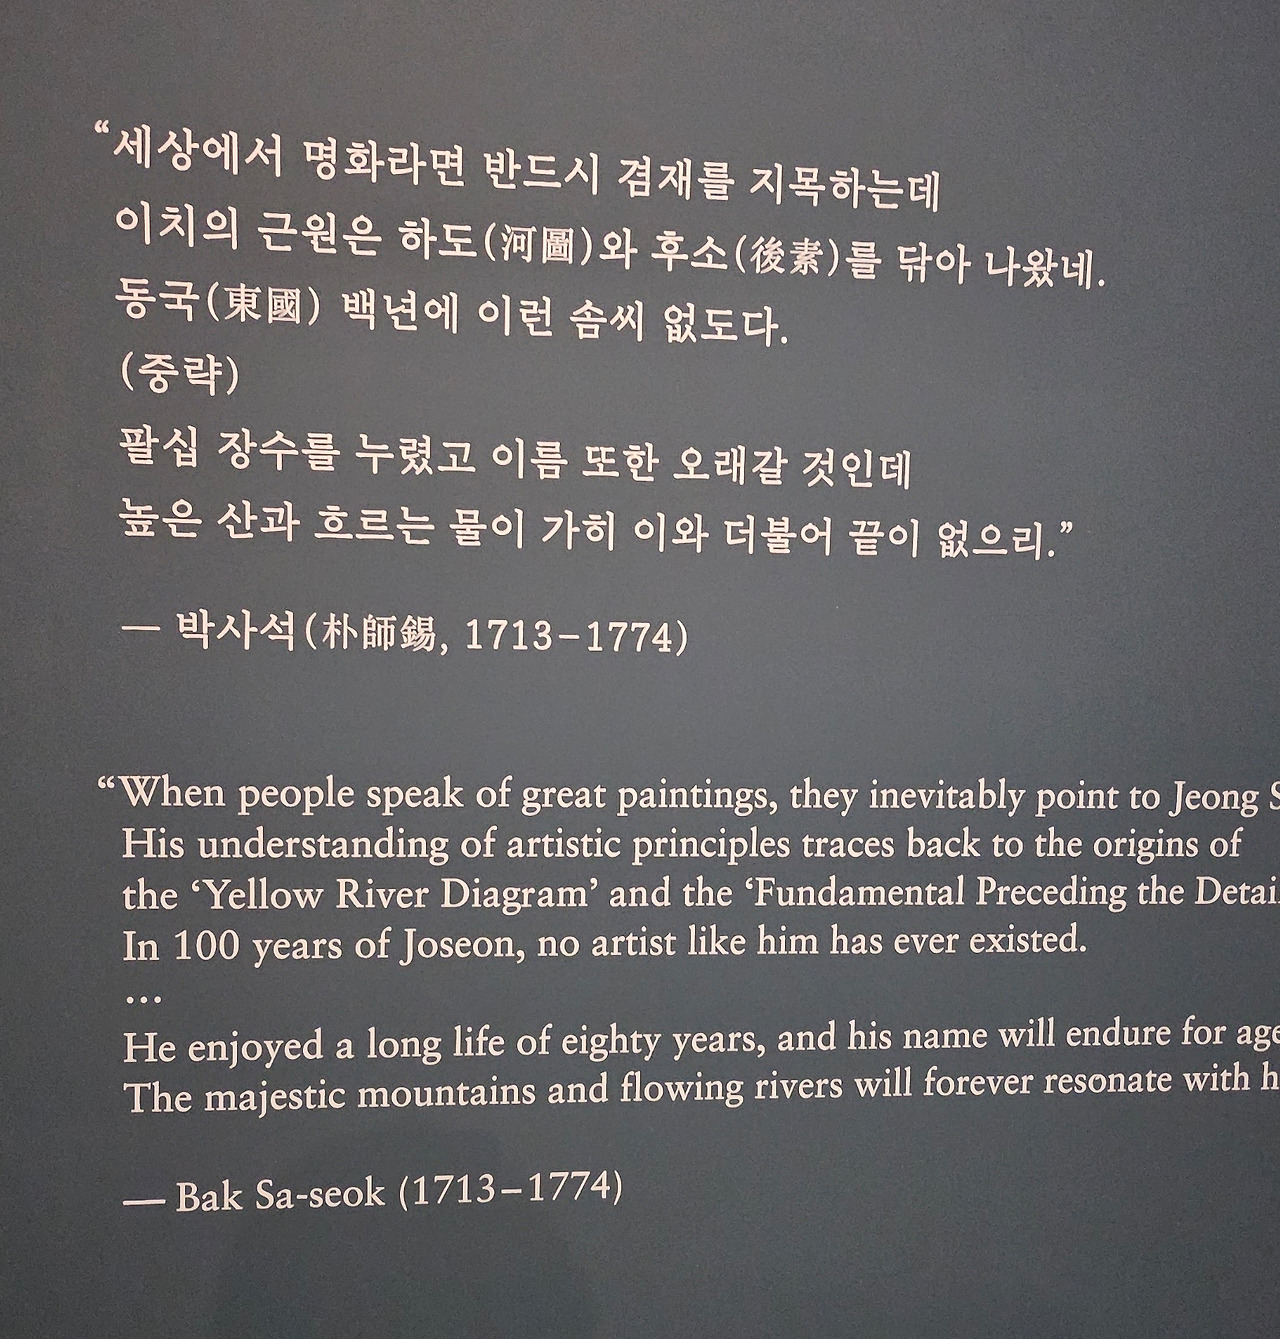 “세상에서 명화라면 반드시 겸재를 지목하는데
이치의 근원은 하도(河圖)와 후소(後素)를 닦아 나왔네.
동국(東國) 백년에 이런 솜씨 없도다.
(중략)
팔십 장수를 누렸고 이름 또한 오래갈 것인데
높은 산과 흐르는 물이 가히 이와 더불어 끝이 없으리.”
— 박사석(朴師錫, 1713–1774)
“When people speak of great paintings, they inevitably point to Jeong
His understanding of artistic principles traces back to the origins of
the ‘Yellow River Diagram’ and the ‘Fundamental Preceding the
In 100 years of Joseon, no artist like him has ever existed.
...
He enjoyed a long life of eighty years, and his name will endure for
The majestic mountains and flowing rivers will forever resonate with
— Bak Sa-seok (1713–1774)